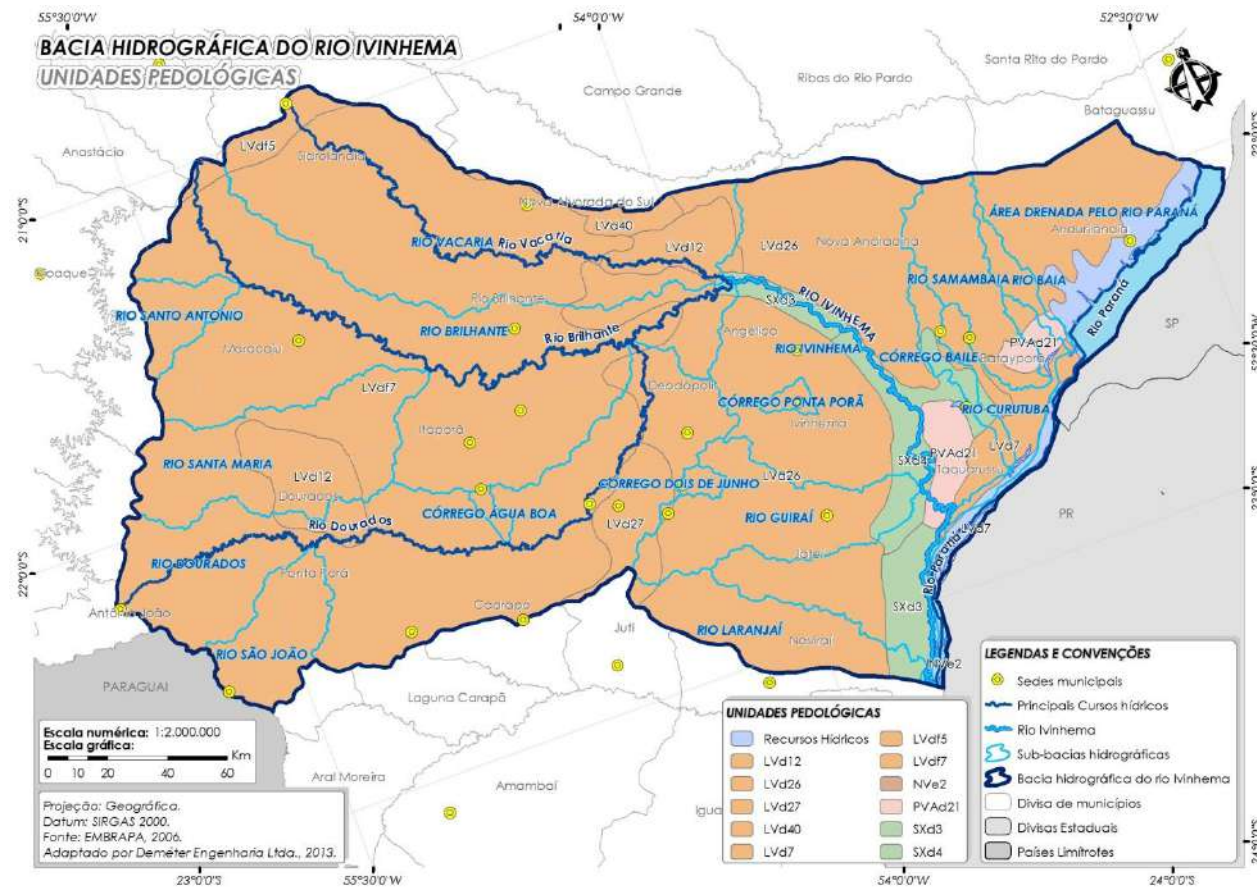 55°30'0"W
54°0'0"W
52°30'0"W
BACIA HIDROGRÁFICA DO RIO IVINHEMA
UNIDADES PEDOLÓGICAS
Santa Rita do Pardo
Ribas do Rio Pardo
Campo Grande
Bataguassu
Anastácio
LVdf5
Sidrolândia
21°0'0"S
Nova Alvorada do Sul
LVd40
RIO VACARIA
Rio Vacaria
LVd12
LVd26
Nova Andradina
ÁREA DRENADA PELO RIO PARANÁ
Anaurilândia
RIO SAMAMBAIA
RIO BAIA
Rio Paraná
SP
RIO SANTO ANTONIO
Rio Brilhante
SXd3
RIO IVINHEMA
Angélica
RIO BRILHANTE
Rio Brilhante
RIO IVINHEMA
CÓRREGO BAILE
PVAd21
Batayporã
Maracaju
LVdf7
Deodápolis
CÓRREGO PONTA PORÃ
Ivinhema
RIO CURUTUBA
Itaporã
LVd7
PVAd21
Taquarussu
RIO SANTA MARIA
LVd12
Dourados
SXd4
LVd26
CÓRREGO DOIS DE JUNHO
CÓRREGO ÁGUA BOA
Rio Dourados
LVd27
RIO GUIRAÍ
LVd7
PR
Jateí
RIO DOURADOS
Ponta Porã
22°0'0"S
Rio Paraná
Antônio João
Caarapó
SXd3
Juti
RIO LARANJAÍ
Naviraí
RIO SÃO JOÃO
NVe2
PARAGUAI
Laguna Carapã
Aral Moreira
Amambaí
Escala numérica: 1:2.000.000
Escala gráfica:
Km
0 10 20 40 60
Projeção: Geográfica.
Datum: SIRGAS 2000.
Fonte: EMBRAPA, 2006.
Adaptado por Deméter Engenharia Ltda., 2013.
UNIDADES PEDOLÓGICAS
Recursos Hídricos
LVd12
LVd26
LVd27
LVd40
LVd7
LVdf5
LVdf7
NVe2
PVAd21
SXd3
SXd4
LEGENDAS E CONVENÇÕES
Sedes municipais
Principais Cursos hídricos
Rio Ivinhema
Sub-bacias hidrográficas
Bacia hidrográfica do rio Ivinhema
Divisa de municípios
Divisas Estaduais
Países Limítrofes
23°0'0"S
55°30'0"W
54°0'0"W
24°0'0"S
23°0'0"S